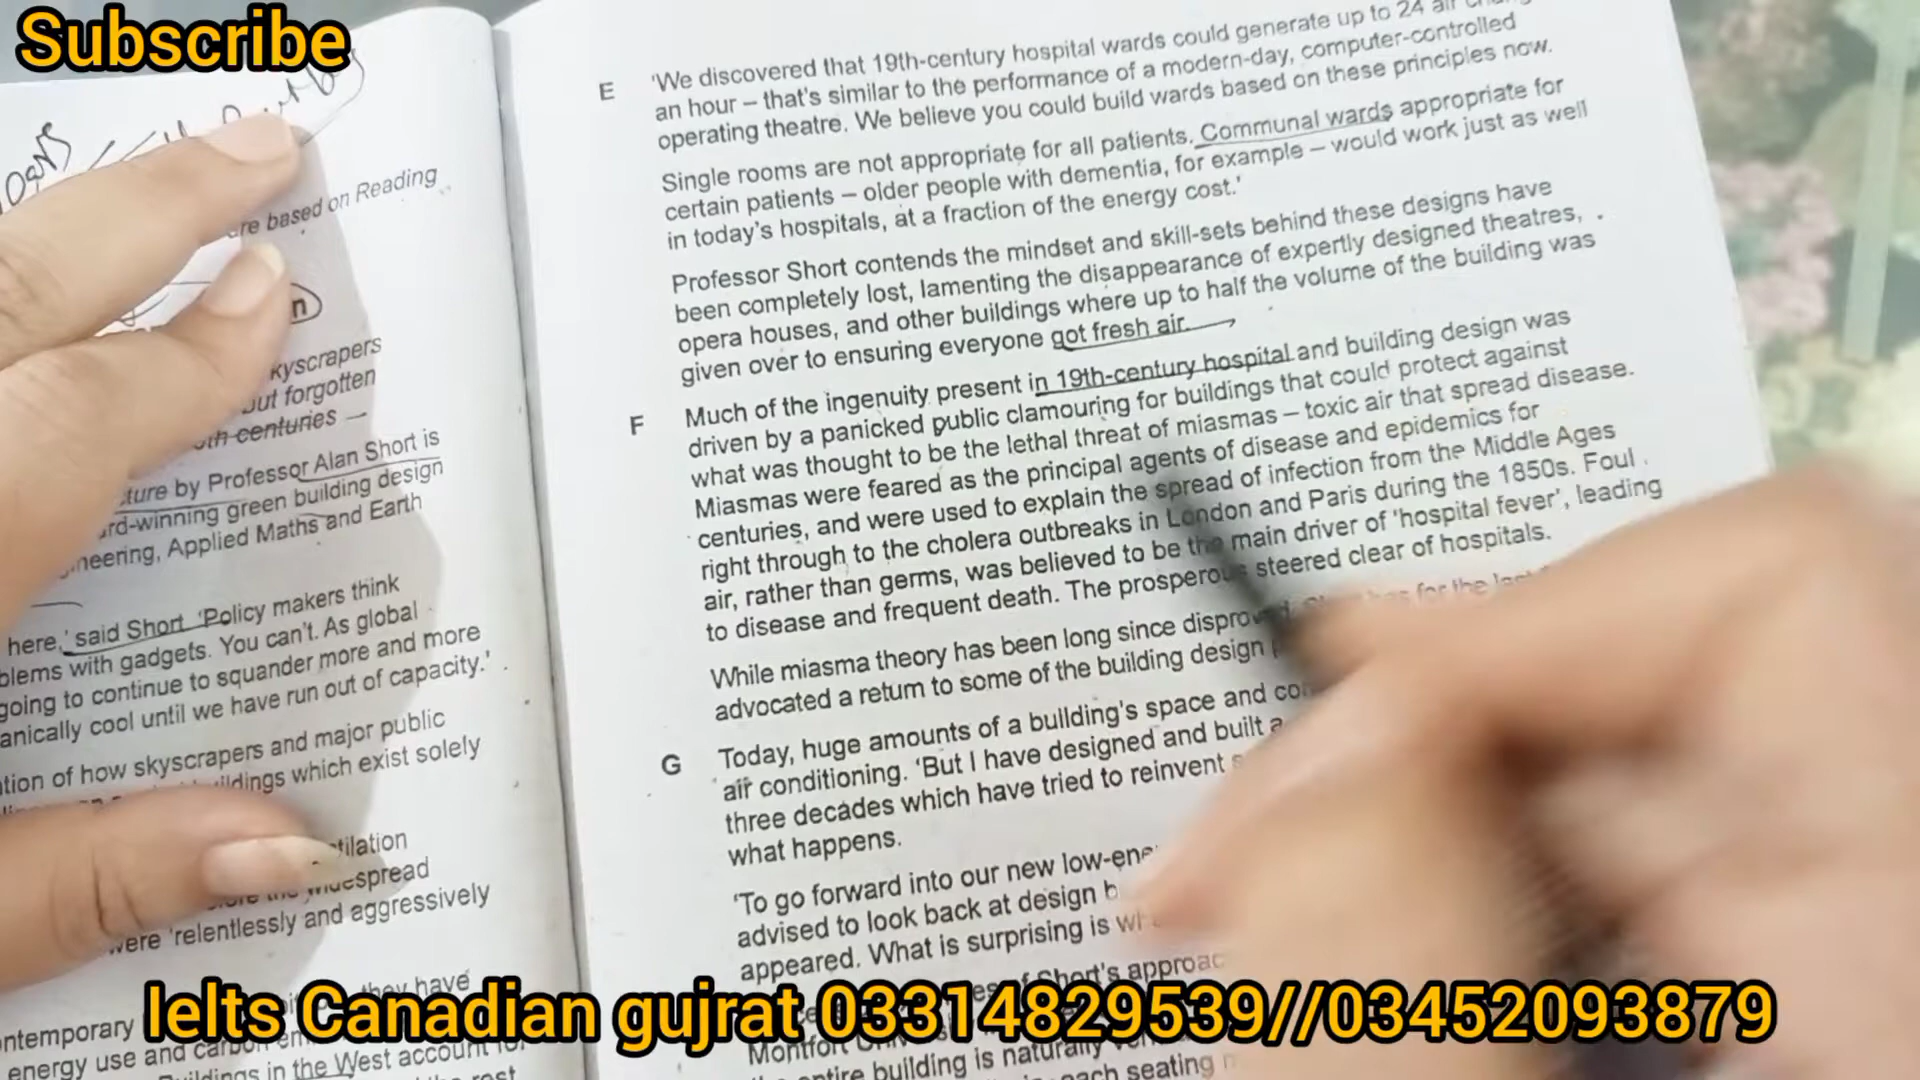 Subscribe
are based on Reading
n
kyscrapers
out forgotten
centuries —
ture by Professor Alan Short is
rd-winning green building design
neering, Applied Maths and Earth
here,' said Short 'Policy makers think
blems with gadgets. You can't. As global
going to continue to squander more and more
anically cool until we have run out of capacity.'
tion of how skyscrapers and major public
ildings which exist solely
tilation
widespread
were 'relentlessly and aggressively
they have
ntemporary
energy use and carbon
in the West account for
rest
E 'We discovered that 19th-century hospital wards could generate up to 24 air
an hour – that's similar to the performance of a modern-day, computer-controlled
operating theatre. We believe you could build wards based on these principles now.
Single rooms are not appropriate for all patients. Communal wards appropriate for
certain patients – older people with dementia, for example – would work just as well
in today's hospitals, at a fraction of the energy cost.'
Professor Short contends the mindset and skill-sets behind these designs have
been completely lost, lamenting the disappearance of expertly designed theatres,
opera houses, and other buildings where up to half the volume of the building was
given over to ensuring everyone got fresh air.
F Much of the ingenuity present in 19th-century hospital and building design was
driven by a panicked public clamouring for buildings that could protect against
what was thought to be the lethal threat of miasmas – toxic air that spread disease.
Miasmas were feared as the principal agents of disease and epidemics for
centuries, and were used to explain the spread of infection from the Middle Ages
right through to the cholera outbreaks in London and Paris during the 1850s. Foul
air, rather than germs, was believed to be the main driver of 'hospital fever', leading
to disease and frequent death. The prosperous steered clear of hospitals.
While miasma theory has been long since disprov for the last
advocated a return to some of the building design
G Today, huge amounts of a building's space and con
air conditioning. 'But I have designed and built a
three decades which have tried to reinvent
what happens.
'To go forward into our new low-ene
advised to look back at design b
appeared. What is surprising is wh
Short's approac
Montfort
entire building is naturally
each seating
Ielts Canadian gujrat 03314829539//03452093879